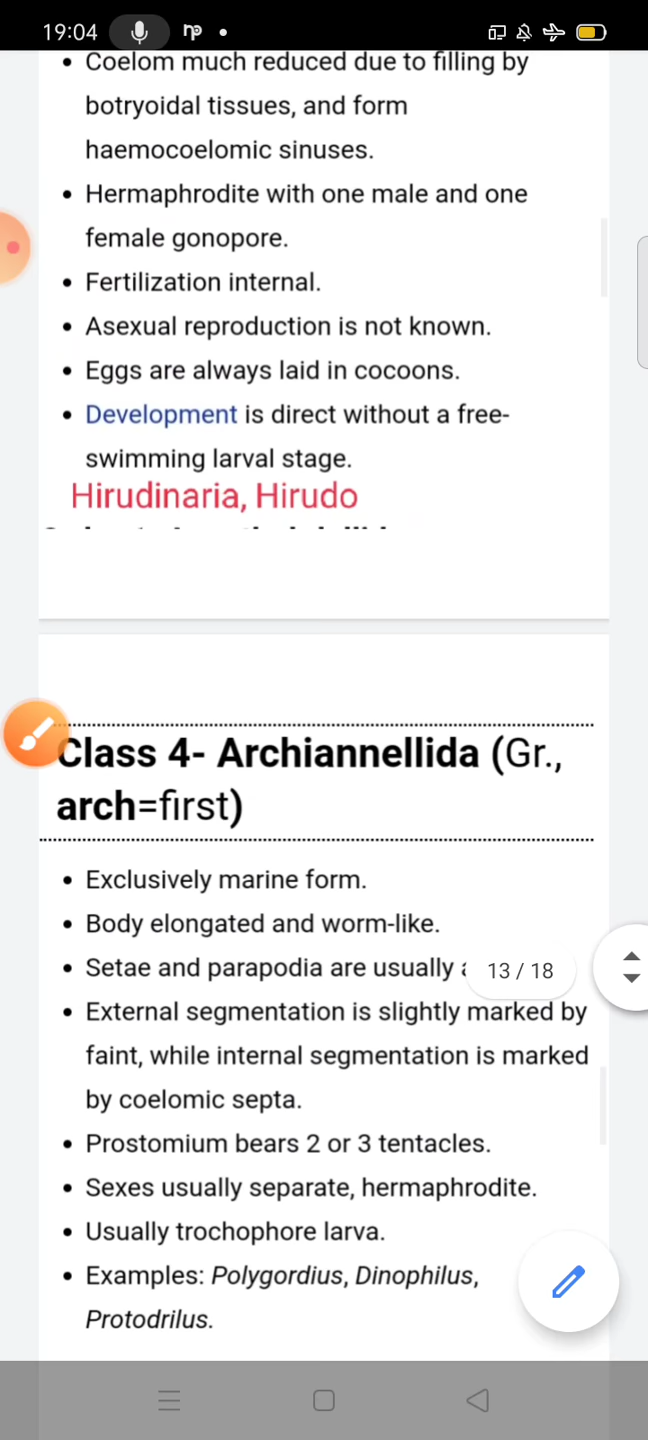 19:04
• Coelom much reduced due to filling by
botryoidal tissues, and form
haemocoelomic sinuses.
• Hermaphrodite with one male and one
female gonopore.
• Fertilization internal.
• Asexual reproduction is not known.
• Eggs are always laid in cocoons.
• Development is direct without a free-
swimming larval stage.
Hirudinaria, Hirudo
Class 4- Archiannellida (Gr.,
arch=first)
• Exclusively marine form.
• Body elongated and worm-like.
• Setae and parapodia are usually
13 / 18
• External segmentation is slightly marked by
faint, while internal segmentation is marked
by coelomic septa.
• Prostomium bears 2 or 3 tentacles.
• Sexes usually separate, hermaphrodite.
• Usually trochophore larva.
• Examples: Polygordius, Dinophilus,
Protodrilus.